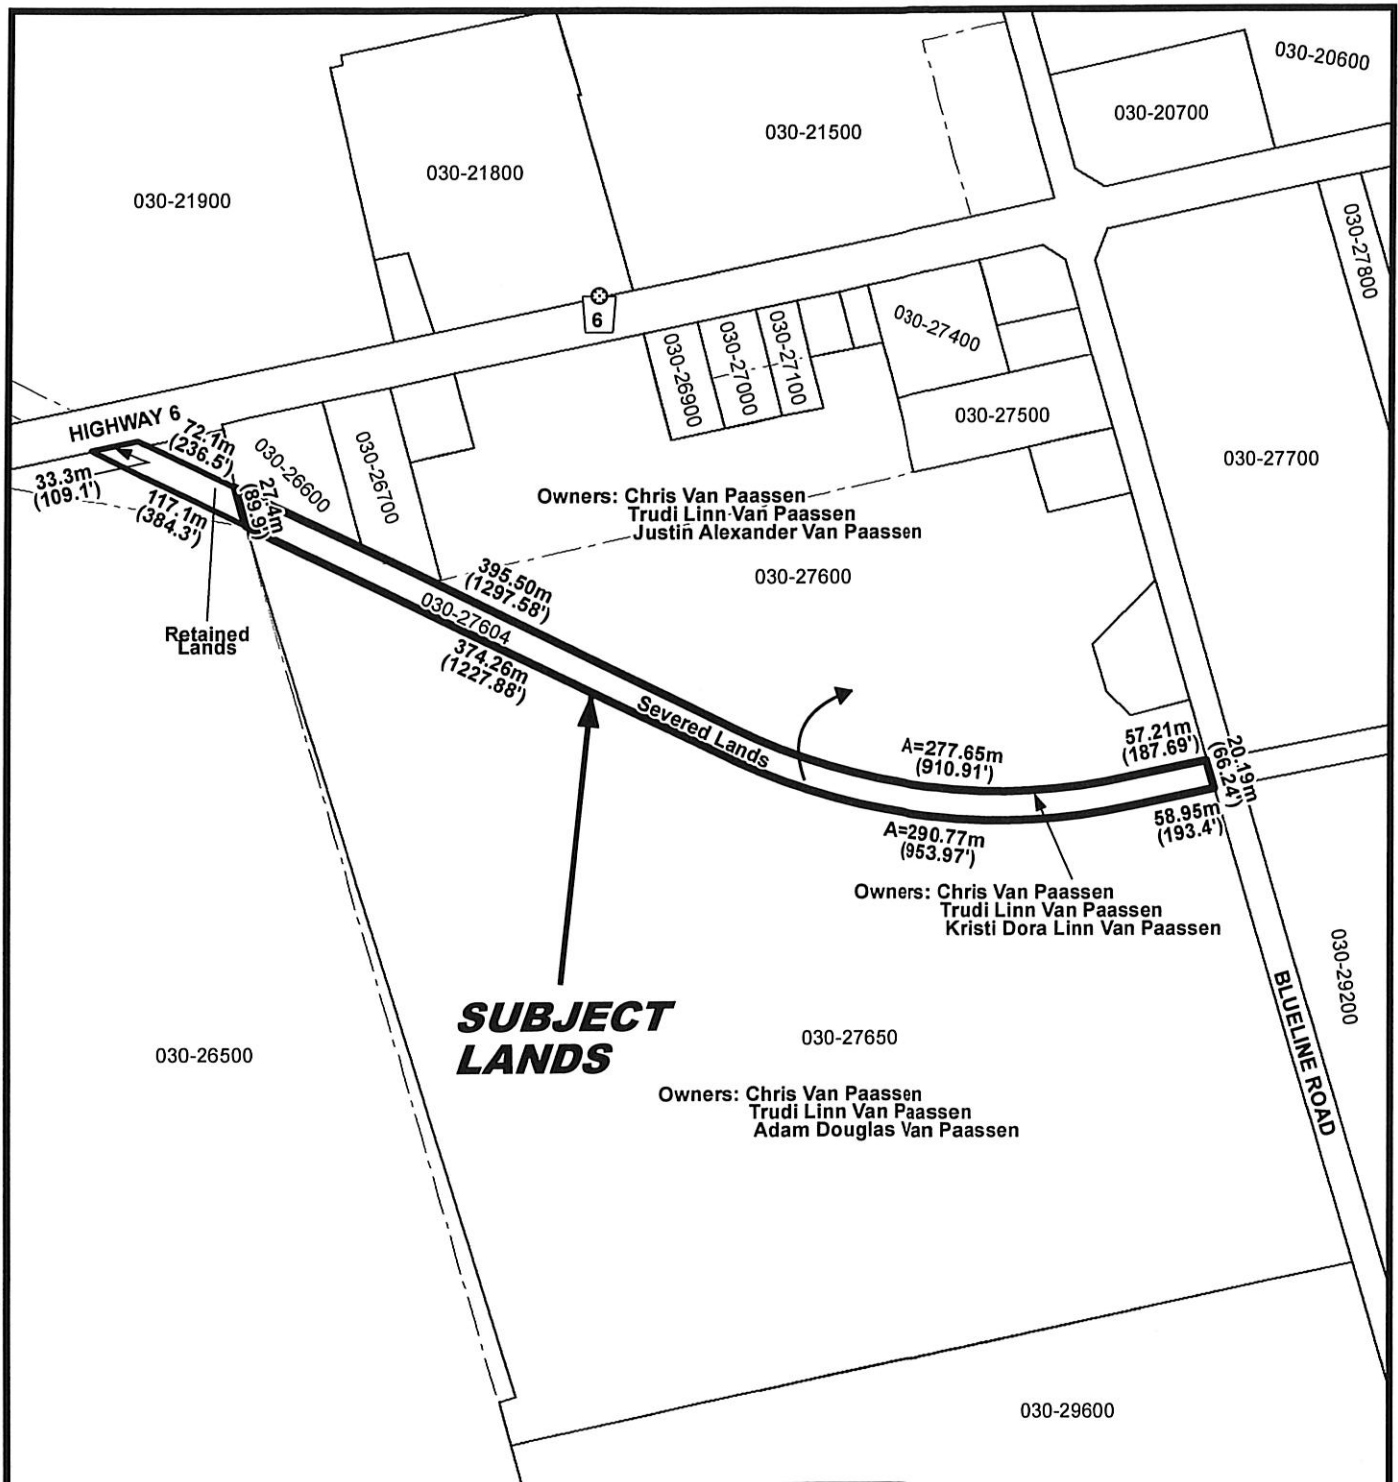 030-20600
030-20700
030-21500
030-21800
030-21900
030-27800
6
030-27400
030-26900
030-27000
030-27100
030-27500
HIGHWAY 6
72.1m
(236.5')
030-26600
030-26700
030-27700
33.3m
(109.1')
117.1m
(384.3')
27.4m
(89.9')
Owners: Chris Van Paassen
Trudi Linn Van Paassen
Justin Alexander Van Paassen
030-27600
395.50m
(1297.58')
030-27604
374.26m
(1227.88')
Retained
Lands
Severed Lands
A=277.65m
(910.91')
57.21m
(187.69')
20.19m
(66.24')
58.95m
(193.4')
A=290.77m
(953.97')
Owners: Chris Van Paassen
Trudi Linn Van Paassen
Kristi Dora Linn Van Paassen
030-29200
BLUELINE ROAD
SUBJECT
LANDS
030-27650
030-26500
Owners: Chris Van Paassen
Trudi Linn Van Paassen
Adam Douglas Van Paassen
030-29600